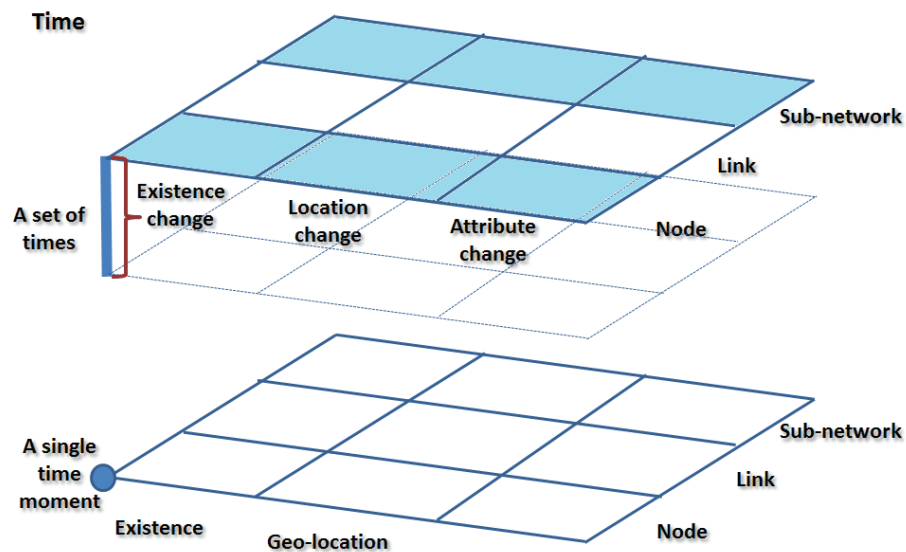 Time
Sub-network
Link
Node
Existence
change
Location
change
Attribute
change
A set of
times
Sub-network
Link
Node
A single
time
moment
Existence
Geo-location